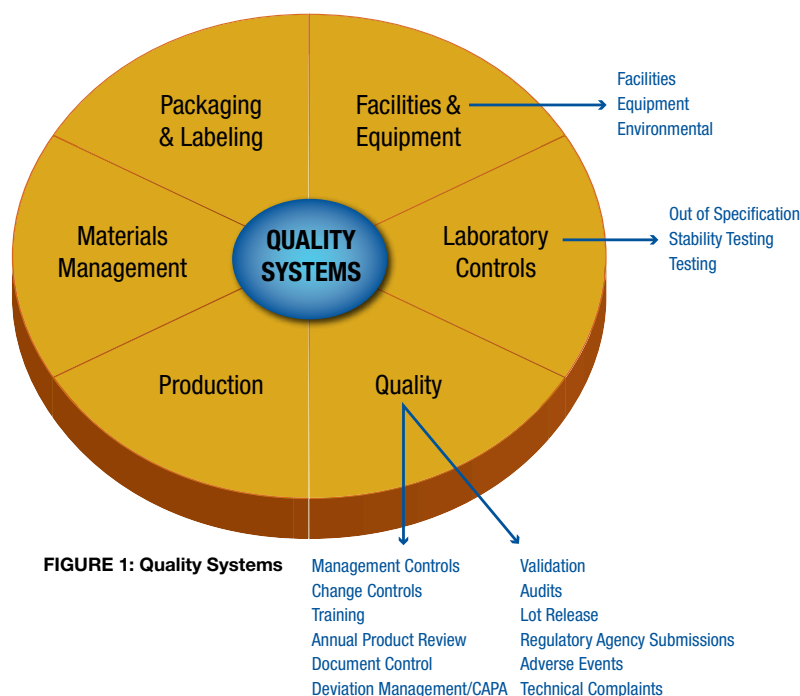 Packaging
& Labeling
Facilities &
Equipment
Facilities
Equipment
Environmental
Materials
Management
QUALITY
SYSTEMS
Laboratory
Controls
Out of Specification
Stability Testing
Testing
Production
Quality
FIGURE 1: Quality Systems
Management Controls
Change Controls
Training
Annual Product Review
Document Control
Deviation Management/CAPA
Validation
Audits
Lot Release
Regulatory Agency Submissions
Adverse Events
Technical Complaints